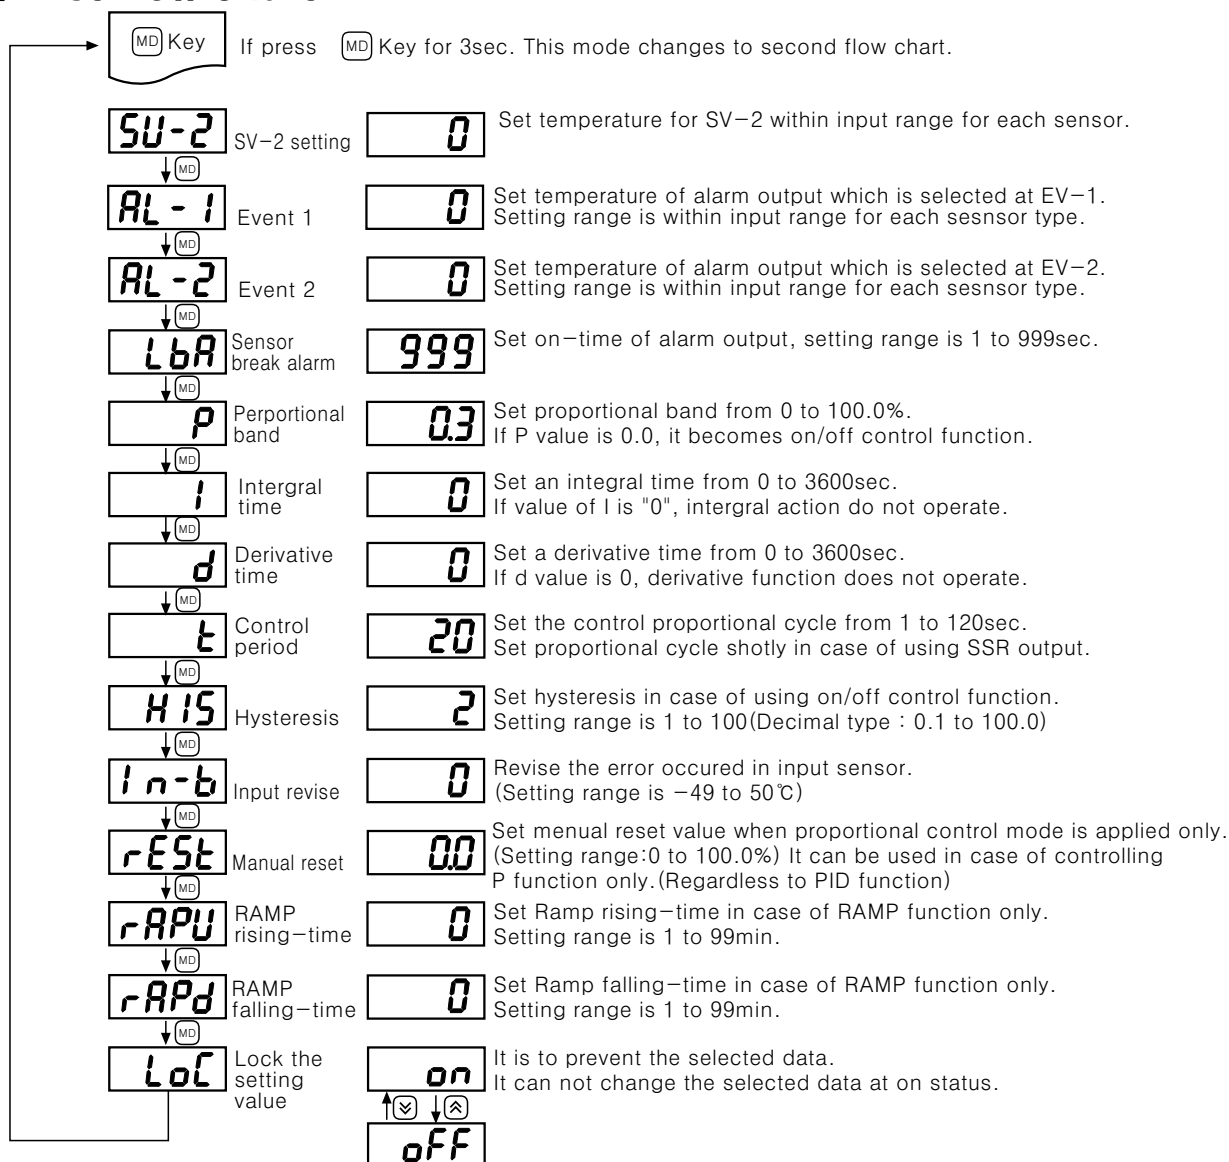 MD Key If press MD Key for 3sec. This mode changes to second flow chart.
SU-2 SV-2 setting 0 Set temperature for SV-2 within input range for each sensor.
MD
AL-1 Event 1 0 Set temperature of alarm output which is selected at EV-1.
Setting range is within input range for each sesnsor type.
MD
AL-2 Event 2 0 Set temperature of alarm output which is selected at EV-2.
Setting range is within input range for each sesnsor type.
MD
LbA Sensor
break alarm 999 Set on-time of alarm output, setting range is 1 to 999sec.
MD
P Perportional
band 0.3 Set proportional band from 0 to 100.0%.
If P value is 0.0, it becomes on/off control function.
MD
I Intergral
time 0 Set an integral time from 0 to 3600sec.
If value of I is "0", intergral action do not operate.
MD
d Derivative
time 0 Set a derivative time from 0 to 3600sec.
If d value is 0, derivative function does not operate.
MD
t Control
period 20 Set the control proportional cycle from 1 to 120sec.
Set proportional cycle shotly in case of using SSR output.
MD
HIS Hysteresis 2 Set hysteresis in case of using on/off control function.
Setting range is 1 to 100(Decimal type : 0.1 to 100.0)
MD
In-b Input revise 0 Revise the error occured in input sensor.
(Setting range is -49 to 50℃)
MD
rESt Manual reset 0.0 Set menual reset value when proportional control mode is applied only.
(Setting range:0 to 100.0%) It can be used in case of controlling
P function only.(Regardless to PID function)
MD
rAPU RAMP
rising-time 0 Set Ramp rising-time in case of RAMP function only.
Setting range is 1 to 99min.
MD
rAPd RAMP
falling-time 0 Set Ramp falling-time in case of RAMP function only.
Setting range is 1 to 99min.
MD
LoC Lock the
setting
value on It is to prevent the selected data.
It can not change the selected data at on status.
oFF